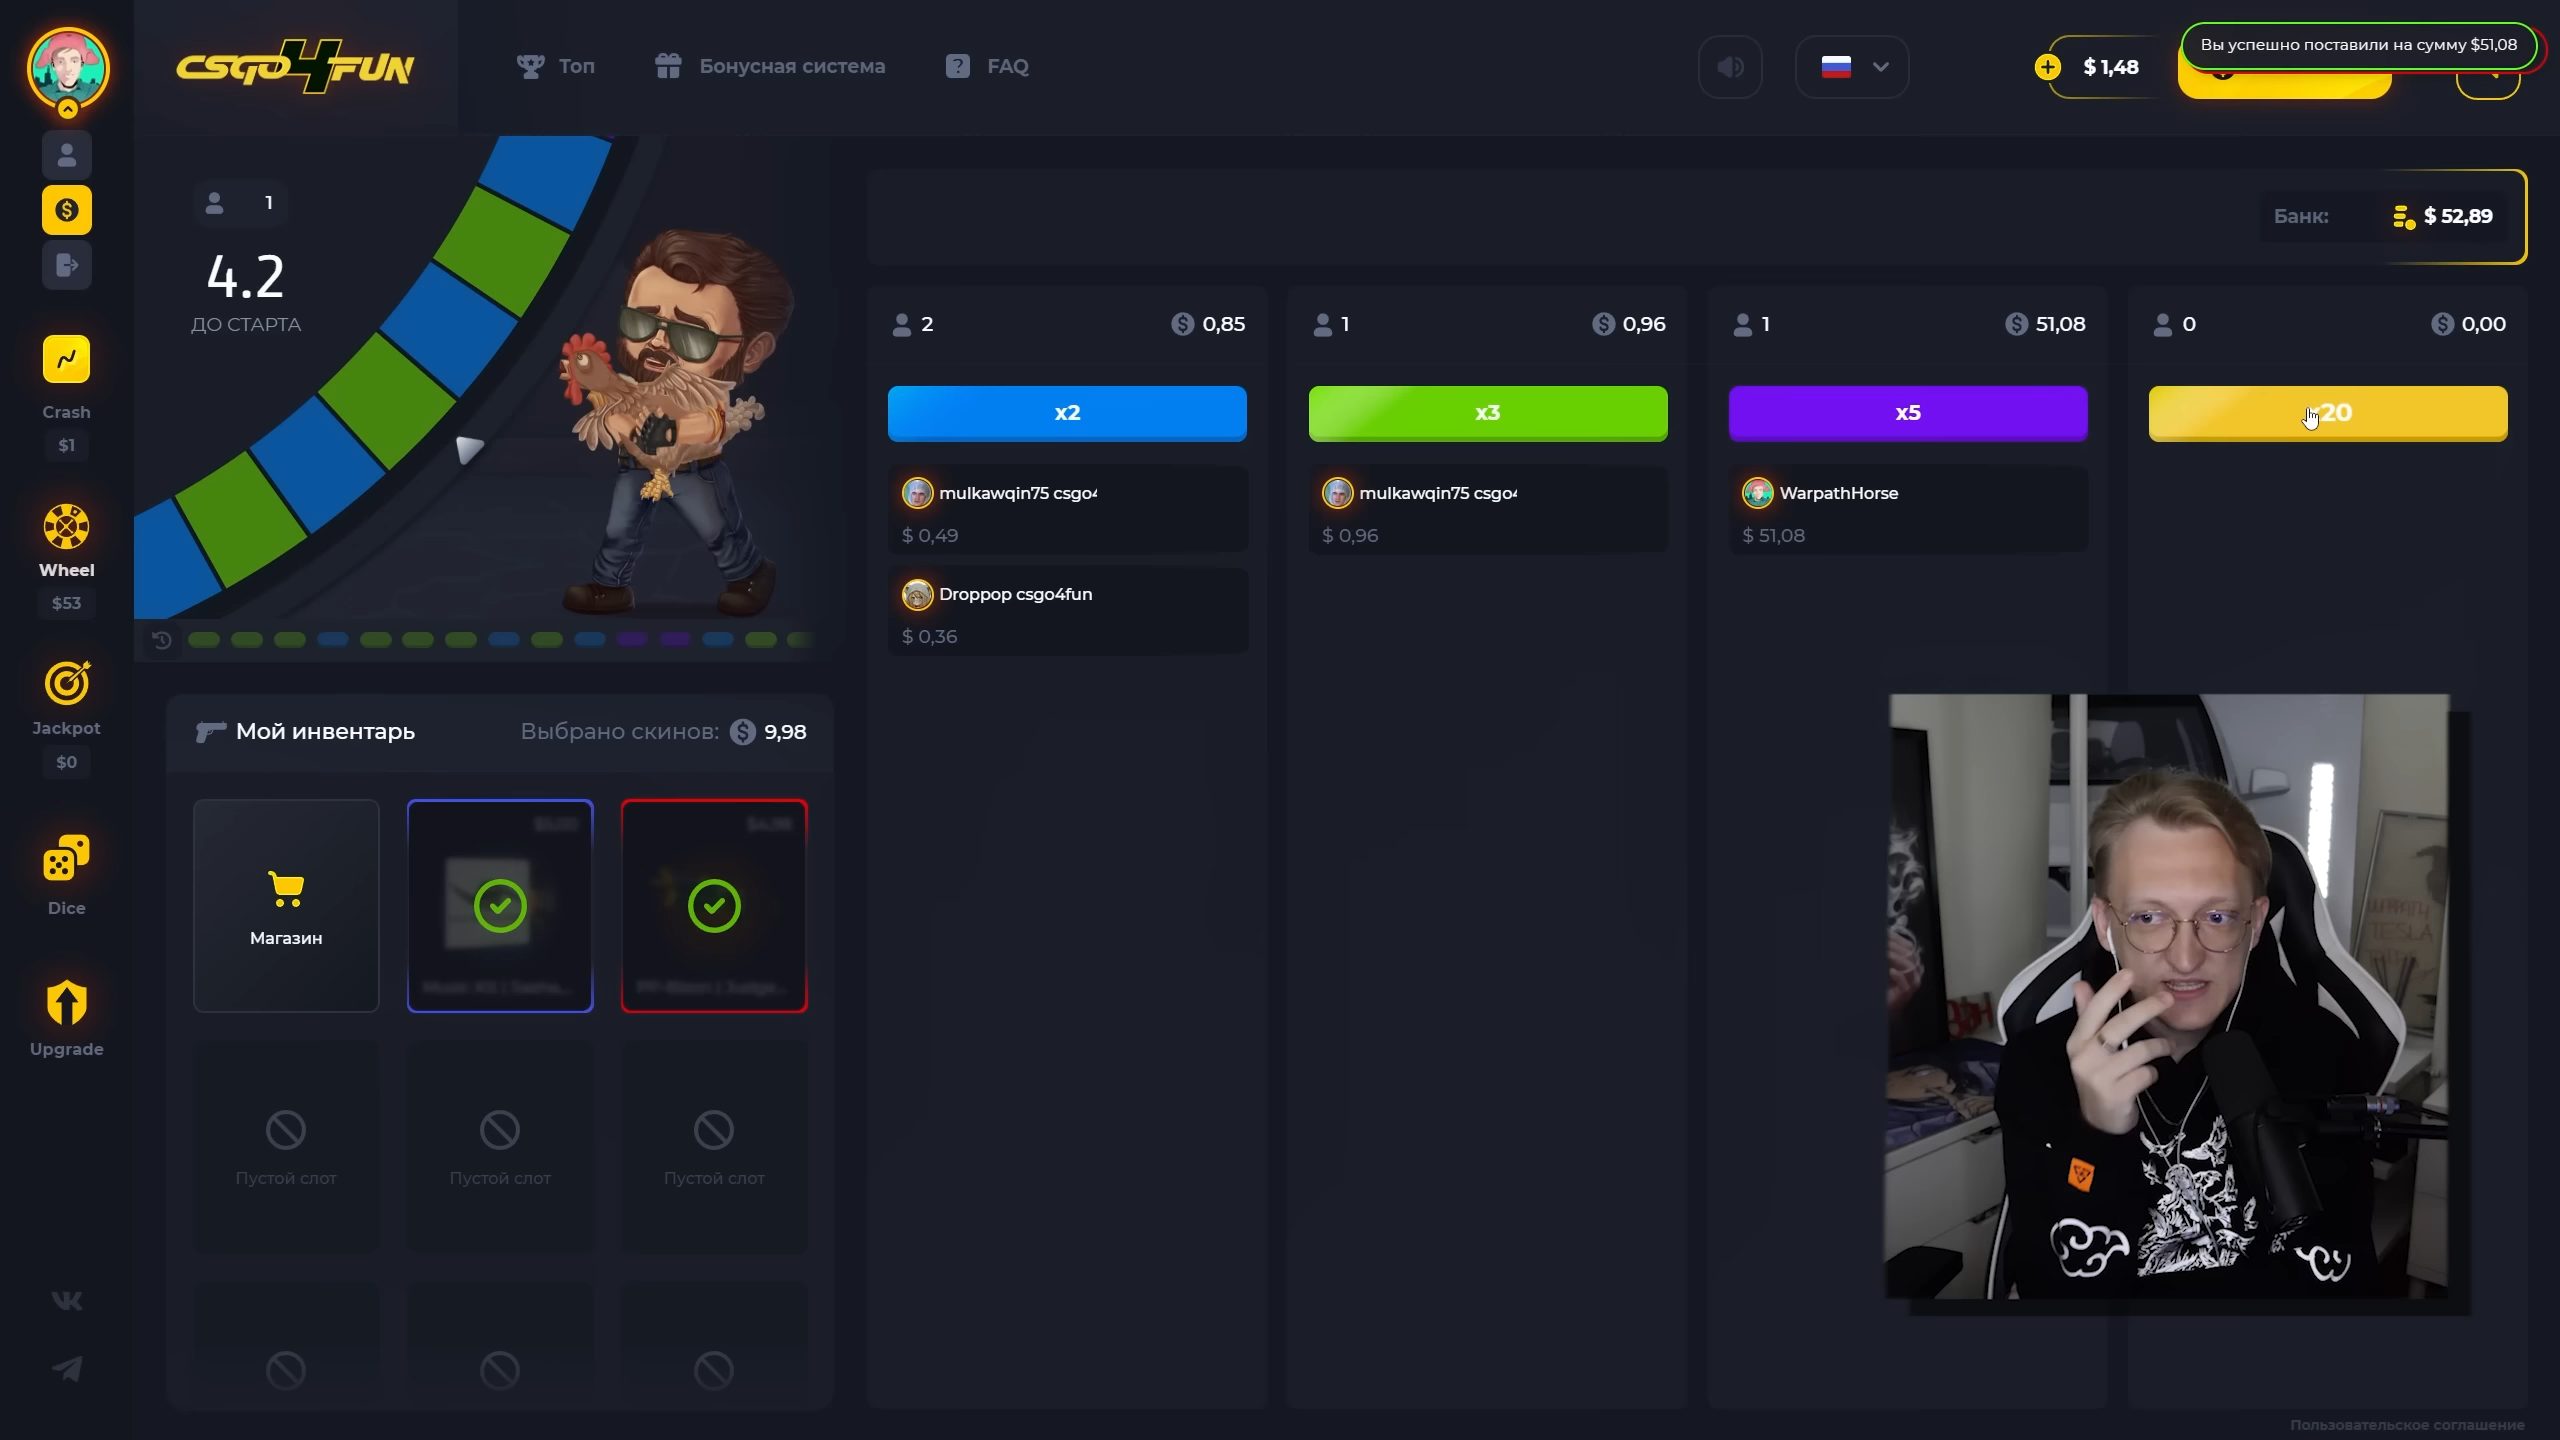 CSGO4FUN
Топ
Бонусная система
FAQ
$ 1,48
Вы успешно поставили на сумму $51,08
1
4.2
ДО СТАРТА
Банк:
$ 52,89
2
0,85
1
0,96
1
51,08
0
0,00
x2
x3
x5
20
mulkawqin75 csgo
$ 0,49
Droppop csgo4fun
$ 0,36
mulkawqin75 csgo
$ 0,96
WarpathHorse
$ 51,08
Crash
$1
Wheel
$53
Jackpot
$0
Dice
Upgrade
Мой инвентарь
Выбрано скинов:
9,98
Магазин
Пустой слот
Пустой слот
Пустой слот
TESLA
Пользовательское соглашение